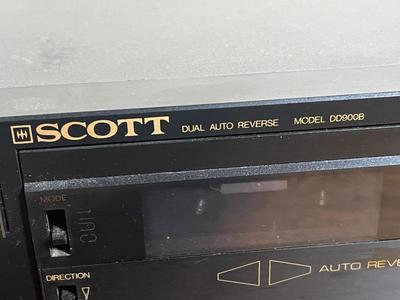 SCOTT DUAL AUTO REVERSE MODEL DD900B
MODE
DIRECTION
AUTO REVE